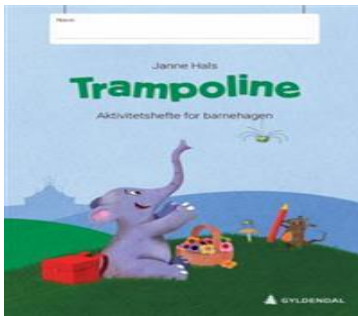 Navn:
Janne Hals
Trampoline
Aktivitetshefte for barnehagen
GYLDENDAL